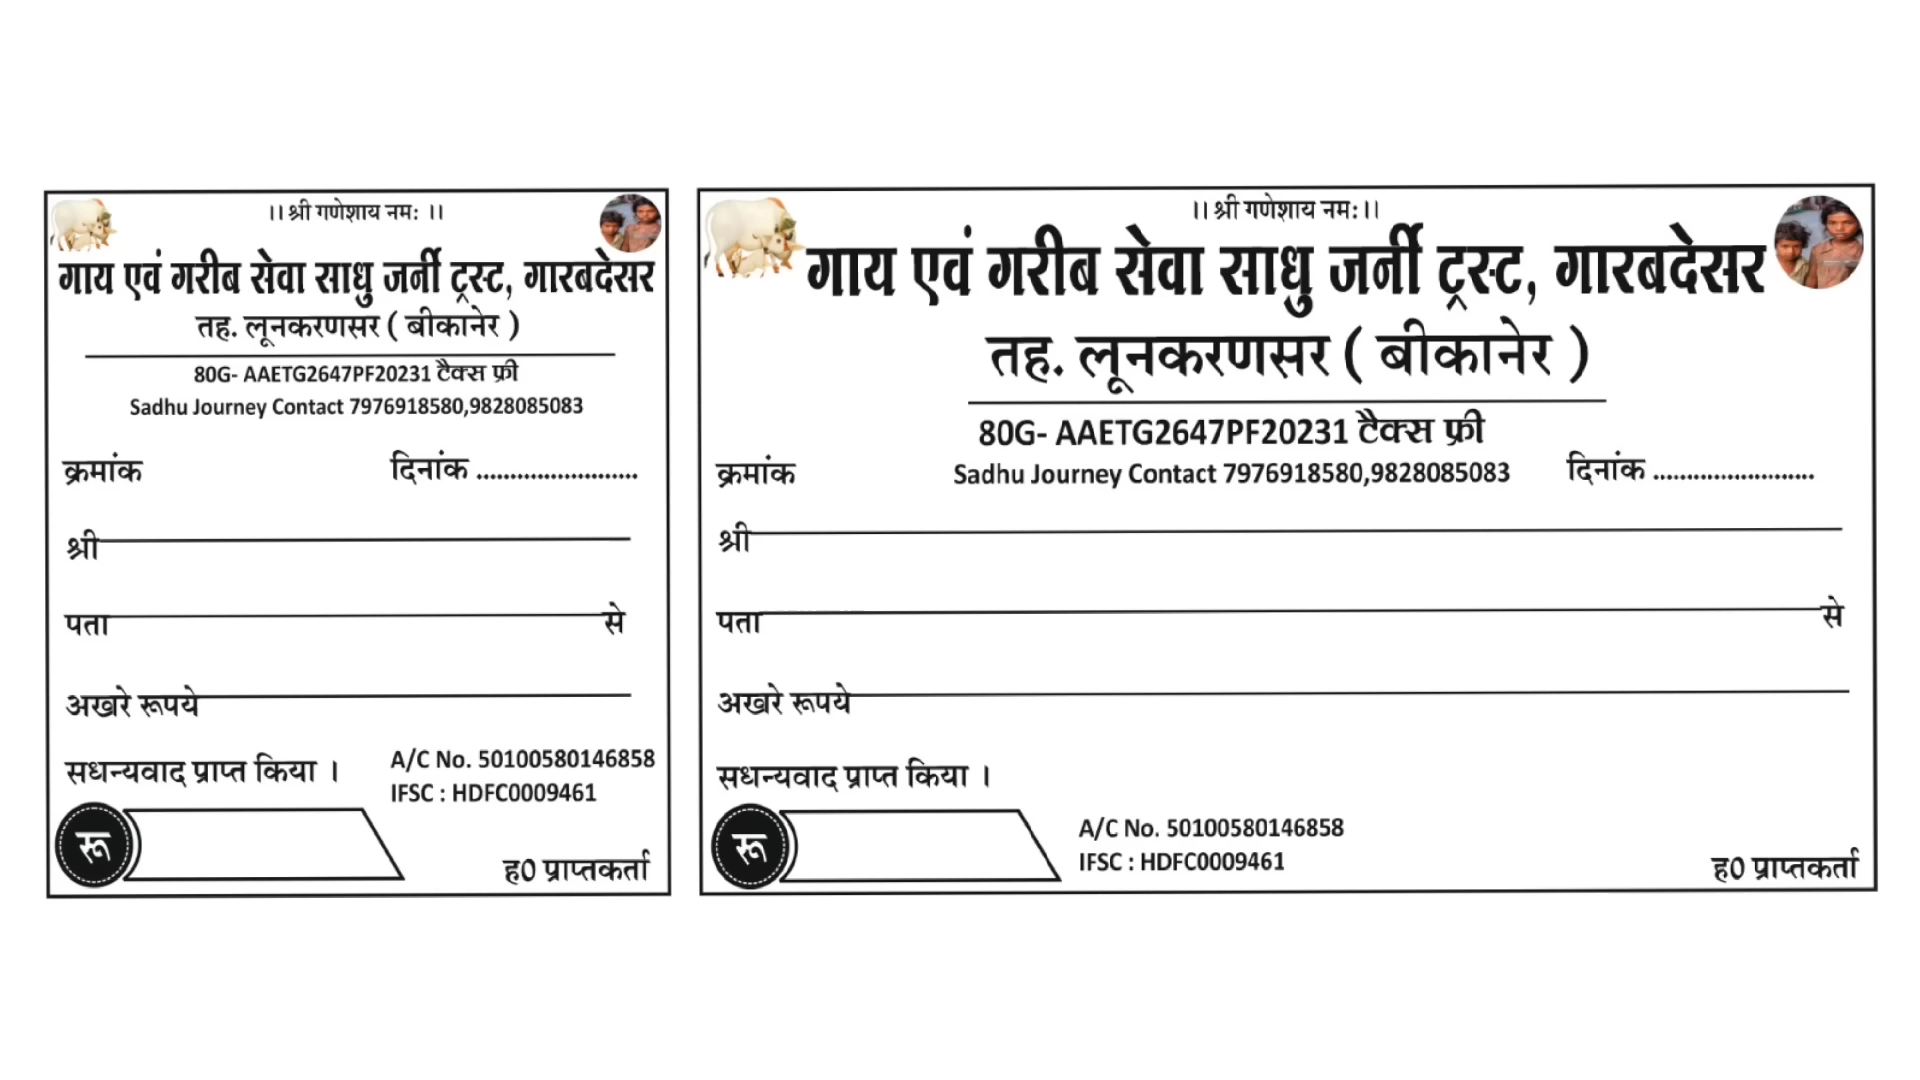 ।। श्री गणेशाय नमः ।।
गाय एवं गरीब सेवा साधु जर्नी ट्रस्ट, गारबदेसर
तह. लूनकरणसर ( बीकानेर )
80G- AAETG2647PF20231 टैक्स फ्री
Sadhu Journey Contact 7976918580,9828085083
क्रमांक दिनांक ........................
श्री
पता से
अखरे रूपये
सधन्यवाद प्राप्त किया ।
A/C No. 50100580146858
IFSC : HDFC0009461
रू
ह0 प्राप्तकर्ता
।। श्री गणेशाय नमः ।।
गाय एवं गरीब सेवा साधु जर्नी ट्रस्ट, गारबदेसर
तह. लूनकरणसर ( बीकानेर )
80G- AAETG2647PF20231 टैक्स फ्री
क्रमांक Sadhu Journey Contact 7976918580,9828085083 दिनांक ........................
श्री
पता से
अखरे रूपये
सधन्यवाद प्राप्त किया ।
रू
A/C No. 50100580146858
IFSC : HDFC0009461
ह0 प्राप्तकर्ता